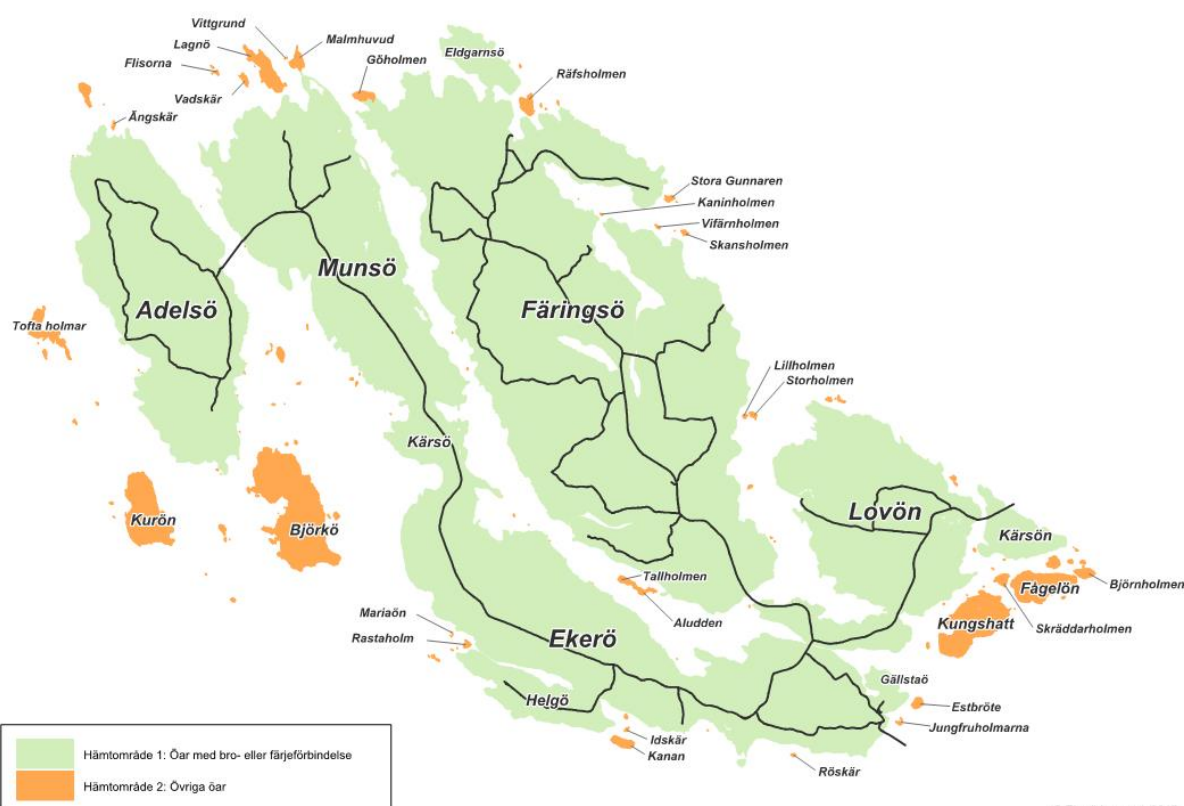 Vittgrund
Lagnö
Malmhuvud
Flisorna
Göholmen
Eldgarnsö
Räfsholmen
Vadskär
Ängskär
Stora Gunnaren
Kaninholmen
Vifärnholmen
Skansholmen
Munsö
Adelsö
Färingsö
Tofta holmar
Lillholmen
Storholmen
Kärsö
Lovön
Kurön
Björkö
Kärsön
Tallholmen
Fågelön
Björnholmen
Mariaön
Aludden
Kungshatt
Skräddarholmen
Rastaholm
Ekerö
Gällstaö
Helgö
Estbröte
Jungfruholmarna
Idskär
Kanan
Röskär
Hämtområde 1: Öar med bro- eller färjeförbindelse
Hämtområde 2: Övriga öar